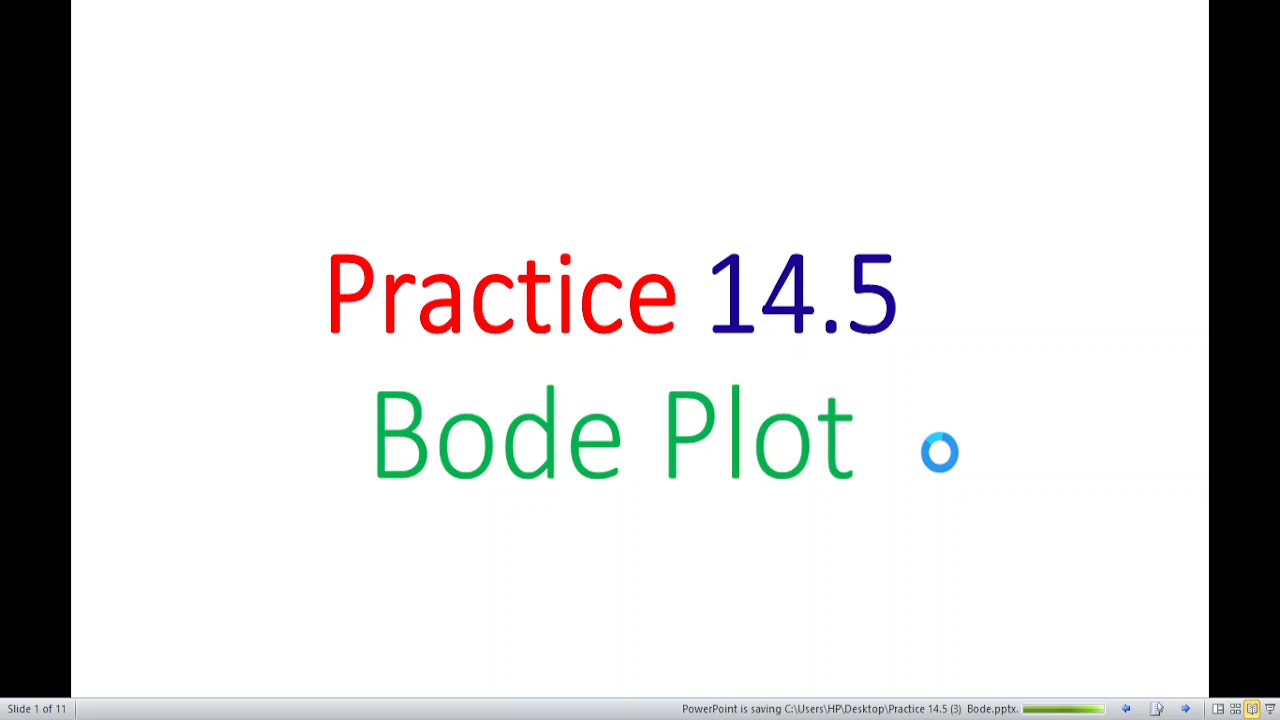 Practice 14.5
Bode Plot
Slide 1 of 11
PowerPoint is saving C:\Users\HP\Desktop\Practice 14.5 (3) Bode.pptx.